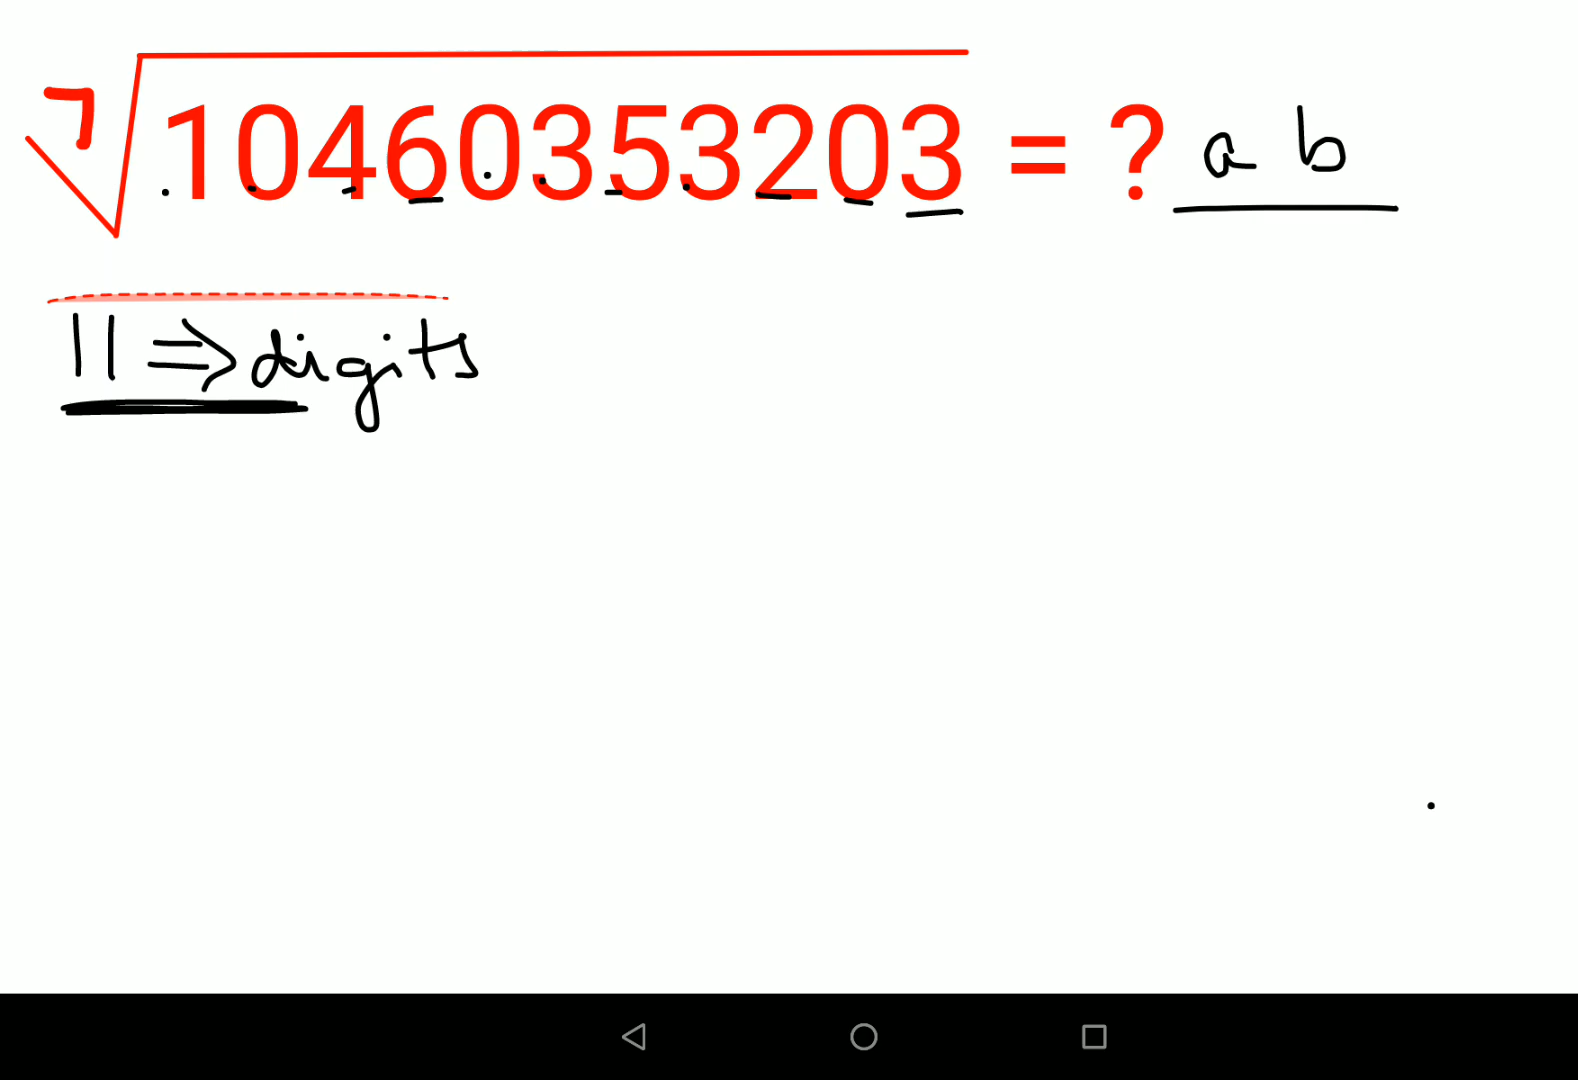 7√10460353203 = ? a b
11 ⇒ digits